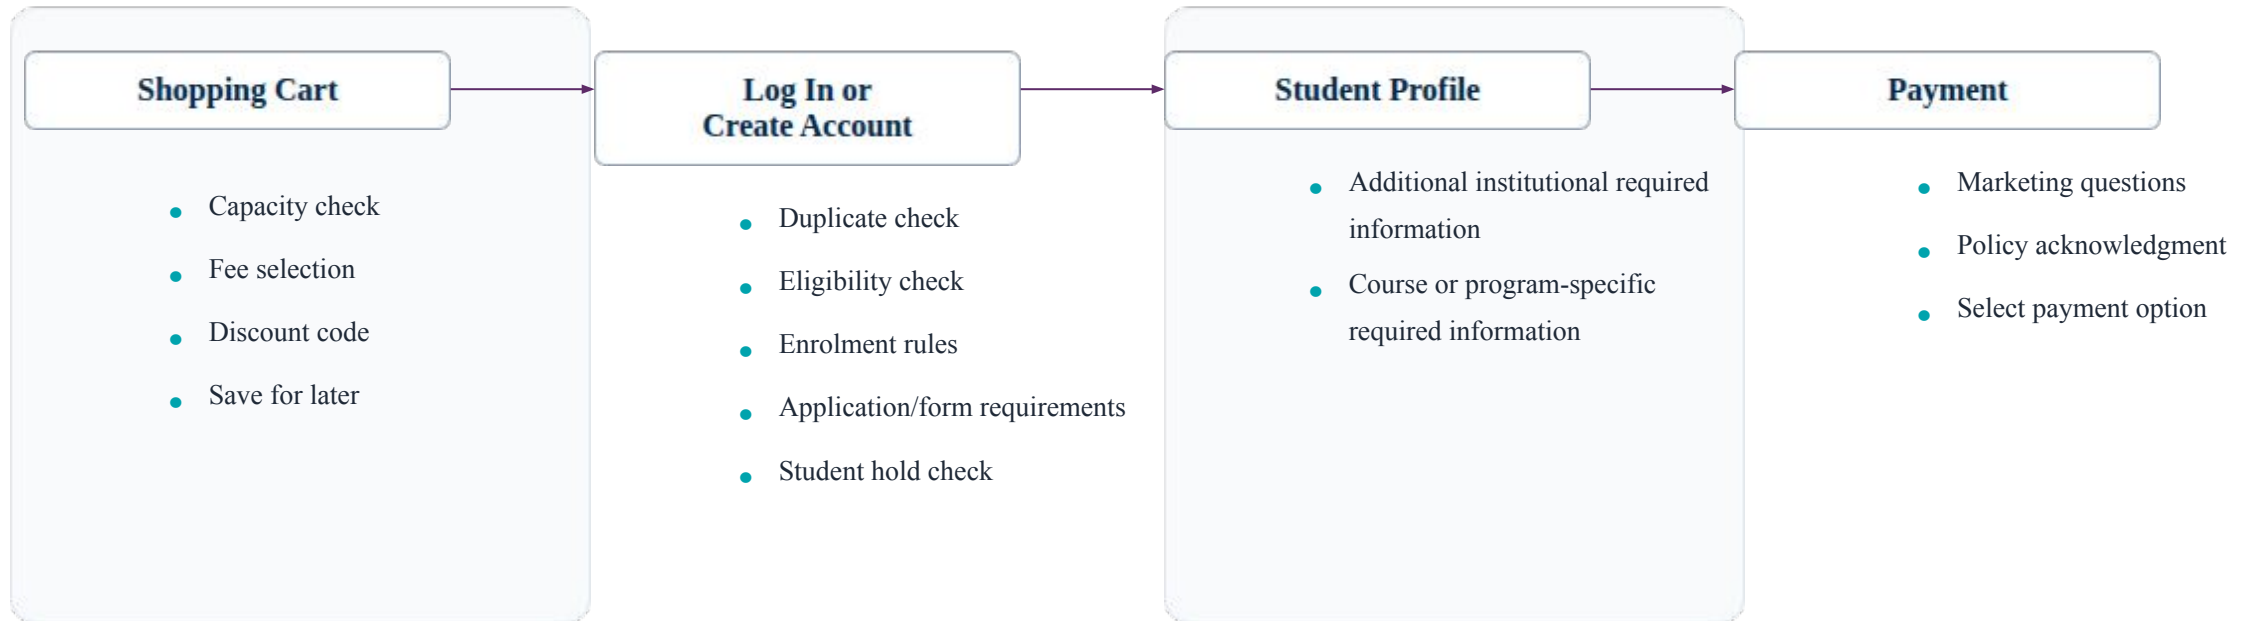 Shopping Cart
Capacity check
Fee selection
Discount code
Save for later
Log In or
Create Account
Duplicate check
Eligibility check
Enrolment rules
Application/form requirements
Student hold check
Student Profile
Additional institutional required
information
Course or program-specific
required information
Payment
Marketing questions
Policy acknowledgment
Select payment option